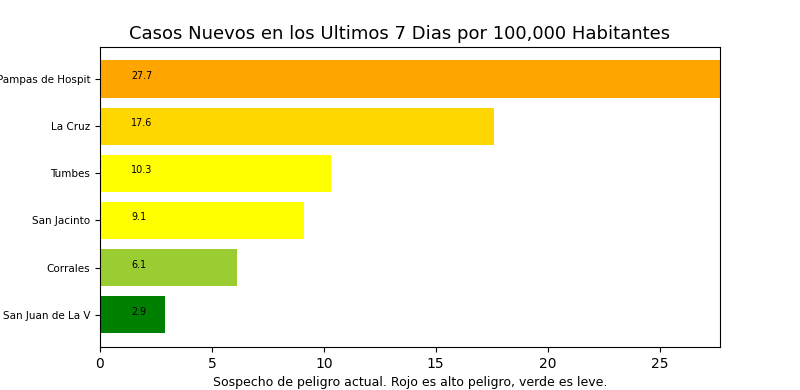 Casos Nuevos en los Ultimos 7 Dias por 100,000 Habitantes
Pampas de Hospit 27.7
La Cruz 17.6
Tumbes 10.3
San Jacinto 9.1
Corrales 6.1
San Juan de La V 2.9
0 5 10 15 20 25
Sospecho de peligro actual. Rojo es alto peligro, verde es leve.